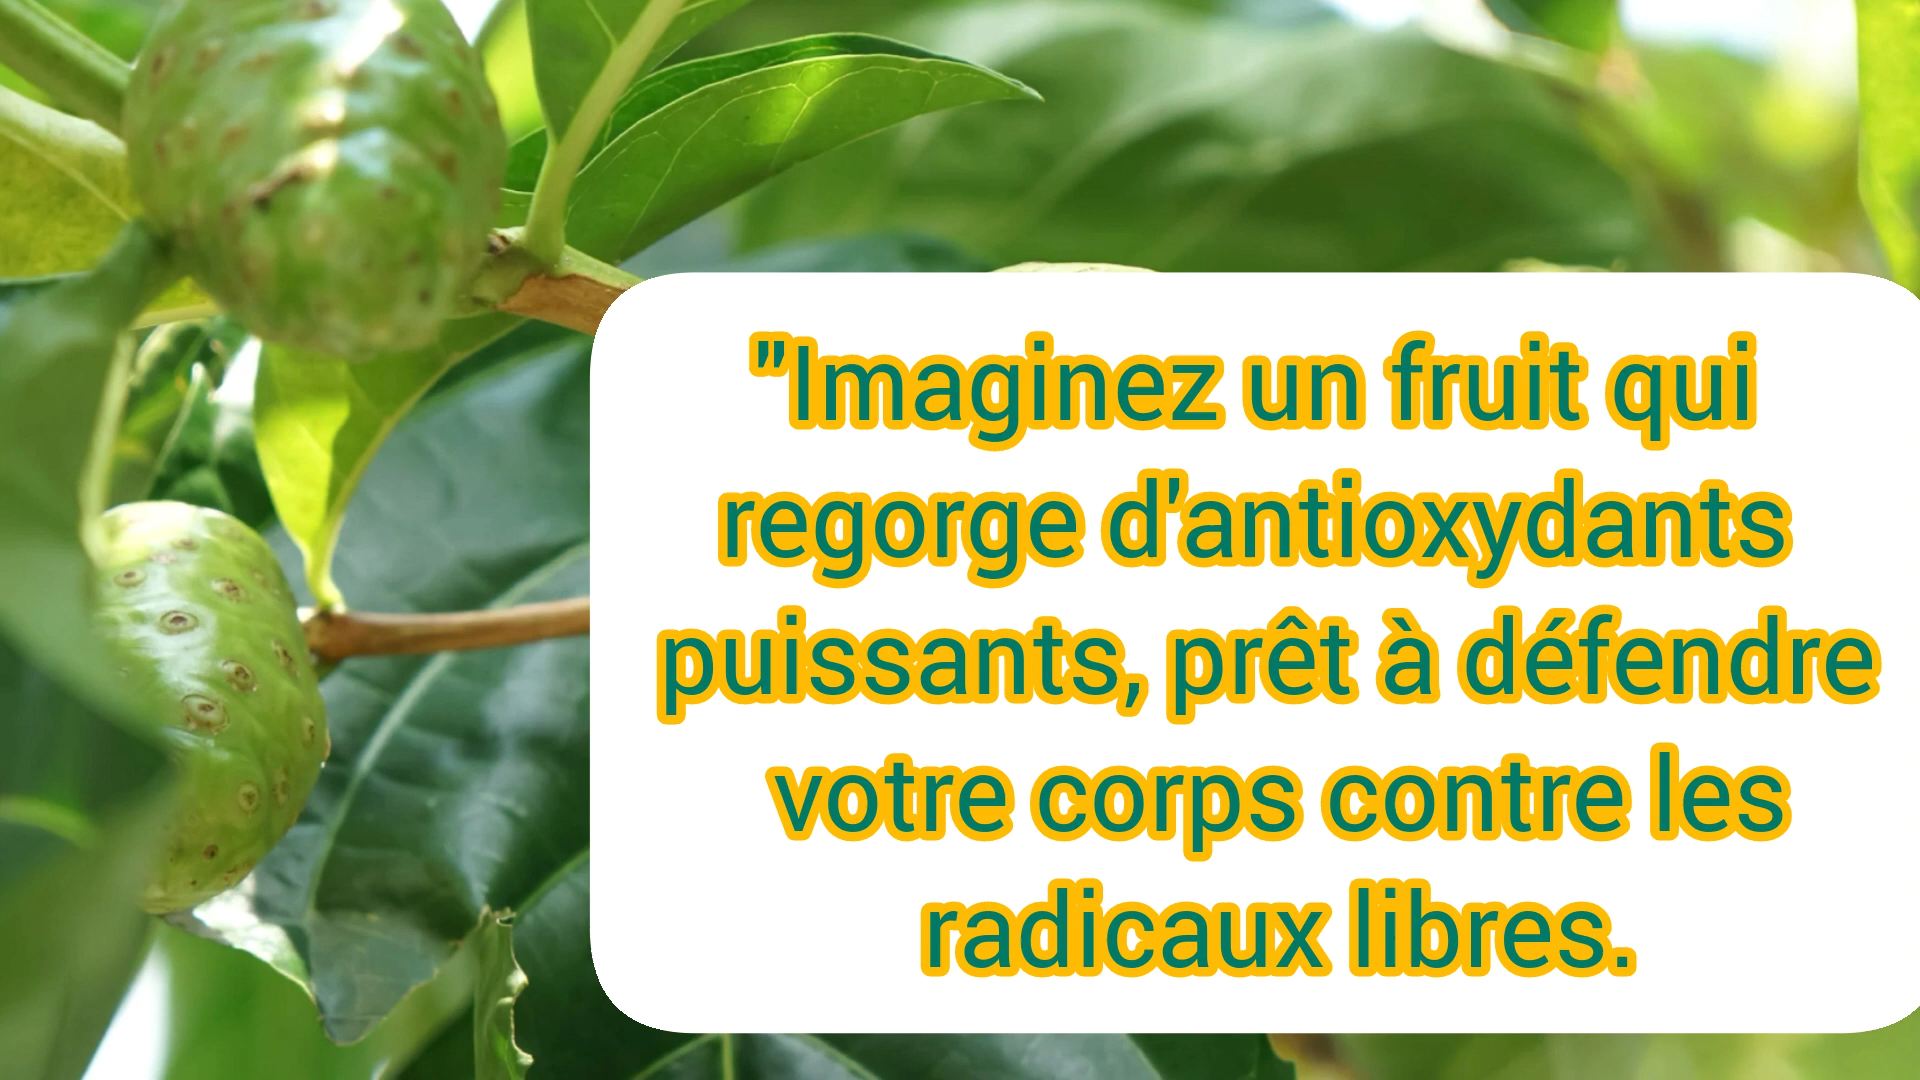 "Imaginez un fruit qui
regorge d'antioxydants
puissants, prêt à défendre
votre corps contre les
radicaux libres.